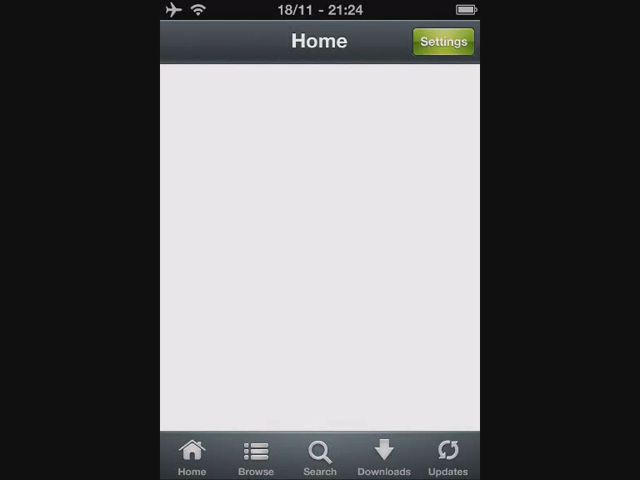 18/11 - 21:24
Home
Settings
Home
Browse
Search
Downloads
Updates